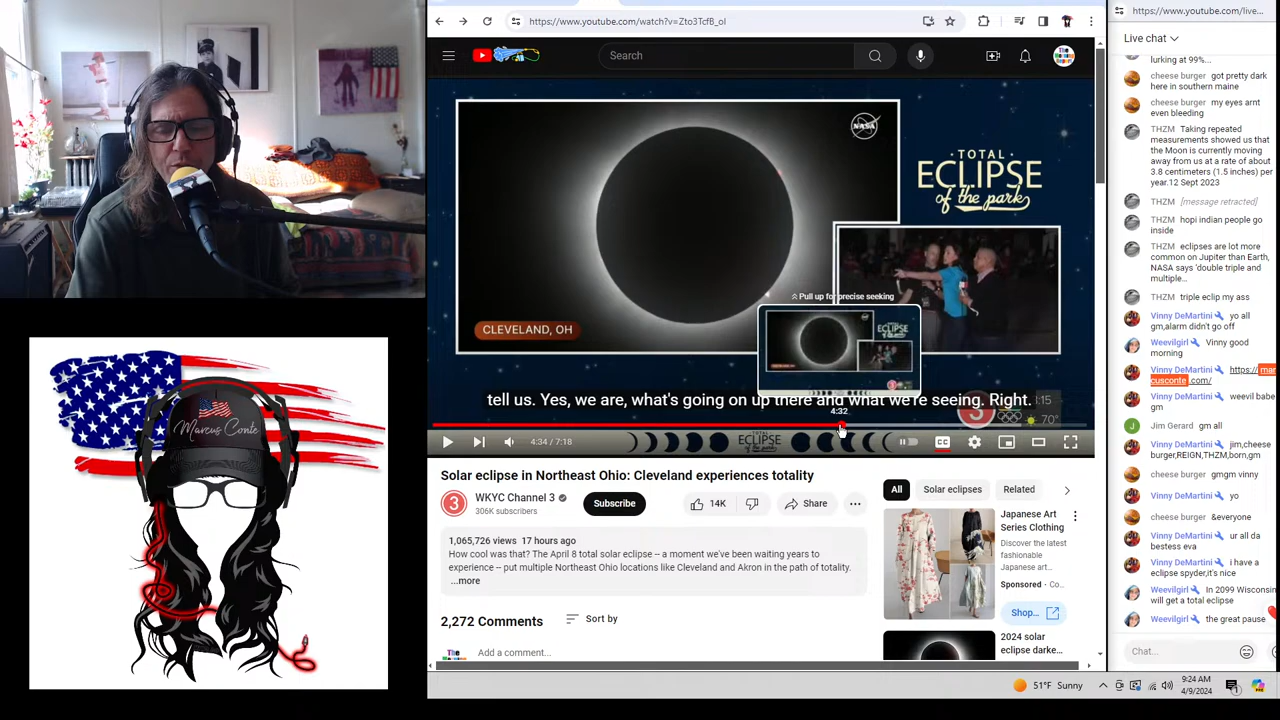 https://www.youtube.com/watch?v=Zto3TcfB_oI
Search
NASA
• TOTAL •
ECLIPSE
of the park
CLEVELAND, OH
Pull up for precise seeking
tell us. Yes, we are, what's going on up there and what we're seeing. Right.
4:32
3
1:15
70°
4:34 / 7:18
TOTAL
ECLIPSE
Solar eclipse in Northeast Ohio: Cleveland experiences totality
3
WKYC Channel 3
306K subscribers
Subscribe
14K
Share
1,065,726 views 17 hours ago
How cool was that? The April 8 total solar eclipse -- a moment we've been waiting years to
experience -- put multiple Northeast Ohio locations like Cleveland and Akron in the path of totality.
...more
2,272 Comments
Sort by
Add a comment...
All
Solar eclipses
Related
Japanese Art
Series Clothing
Discover the latest
fashionable
Japanese art...
Sponsored · Co...
Shop...
2024 solar
eclipse darke...
Marcus Conte
https://www.youtube.com/live...
Live chat
lurking at 99%...
cheese burger got pretty dark
here in southern maine
cheese burger my eyes arnt
even bleeding
THZM Taking repeated
measurements showed us that
the Moon is currently moving
away from us at a rate of about
3.8 centimeters (1.5 inches) per
year.12 Sept 2023
THZM [message retracted]
THZM hopi indian people go
inside
THZM eclipses are lot more
common on Jupiter than Earth,
NASA says 'double triple and
multiple...
THZM triple eclip my ass
Vinny DeMartini yo all
gm,alarm didn't go off
Weevilgirl Vinny good
morning
Vinny DeMartini https://mar
cusconte.com/
Vinny DeMartini weevil babe
gm
J
Jim Gerard gm all
Vinny DeMartini jim,cheese
burger,REIGN,THZM,born,gm
cheese burger gmgm vinny
Vinny DeMartini yo
cheese burger &everyone
Vinny DeMartini ur all da
bestess eva
Vinny DeMartini i have a
eclipse spyder,it's nice
Weevilgirl In 2099 Wisconsin
will get a total eclipse
Weevilgirl the great pause
Chat...
51°F Sunny
9:24 AM
4/9/2024